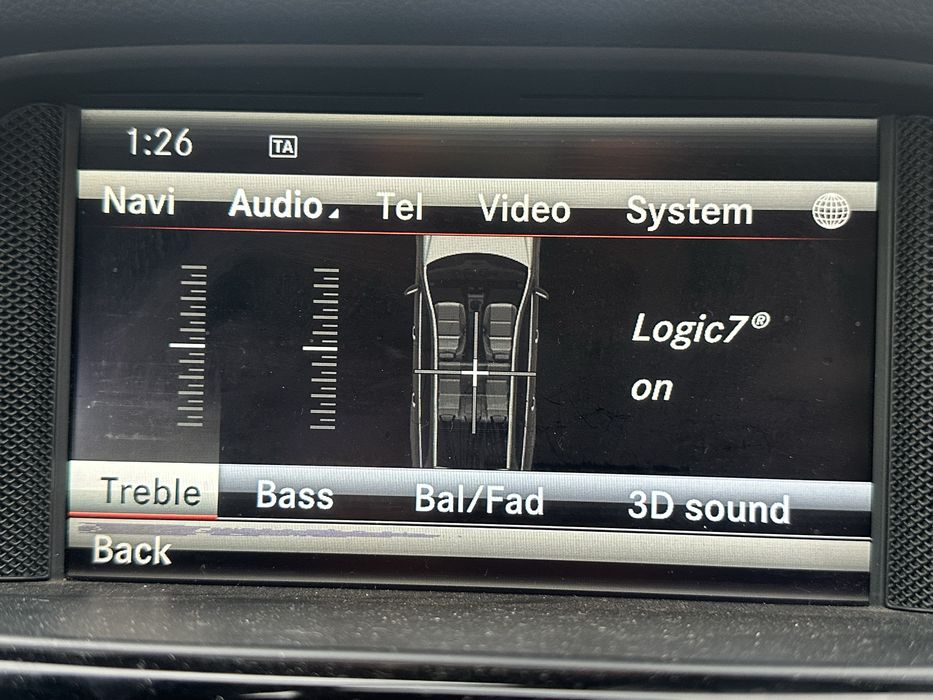 1:26 TA
Navi Audio Tel Video System
Logic7®
on
Treble Bass Bal/Fad 3D sound
Back